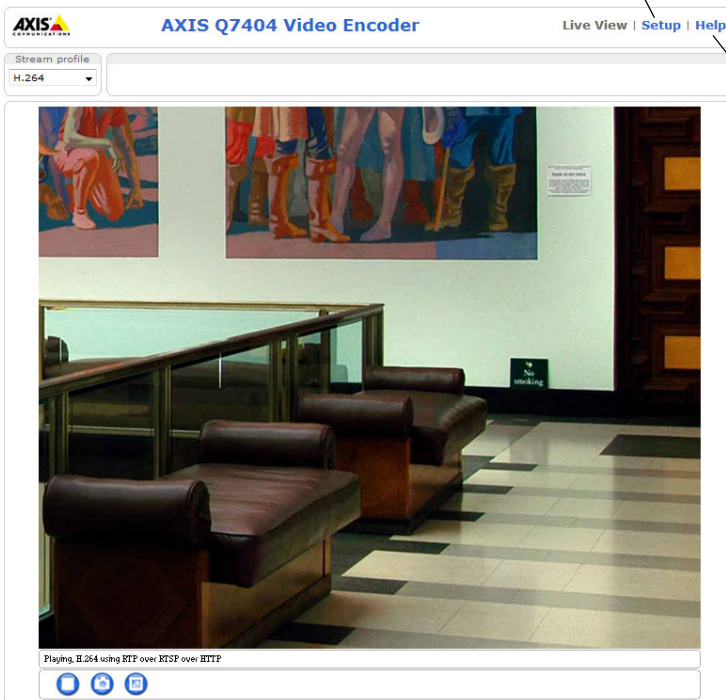 AXIS
COMMUNICATIONS
AXIS Q7404 Video Encoder
Live View | Setup | Help
Stream profile
H.264
No
smoking
Playing, H.264 using RTP over RTSP over HTTP